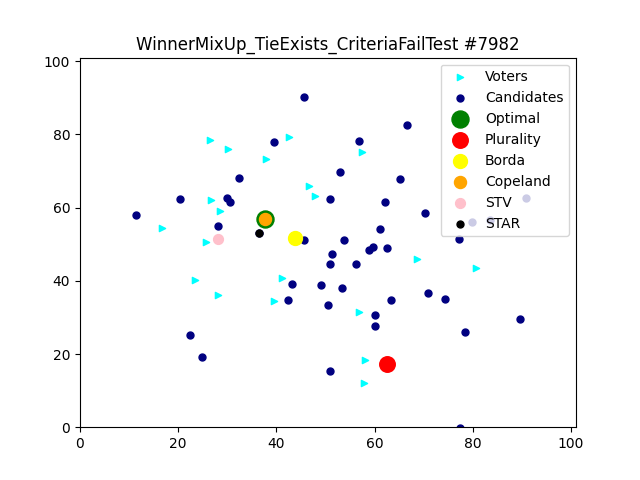 WinnerMixUp_TieExists_CriteriaFailTest #7982
100
80
60
40
20
0
0
20
40
60
80
100
Voters
Candidates
Optimal
Plurality
Borda
Copeland
STV
STAR